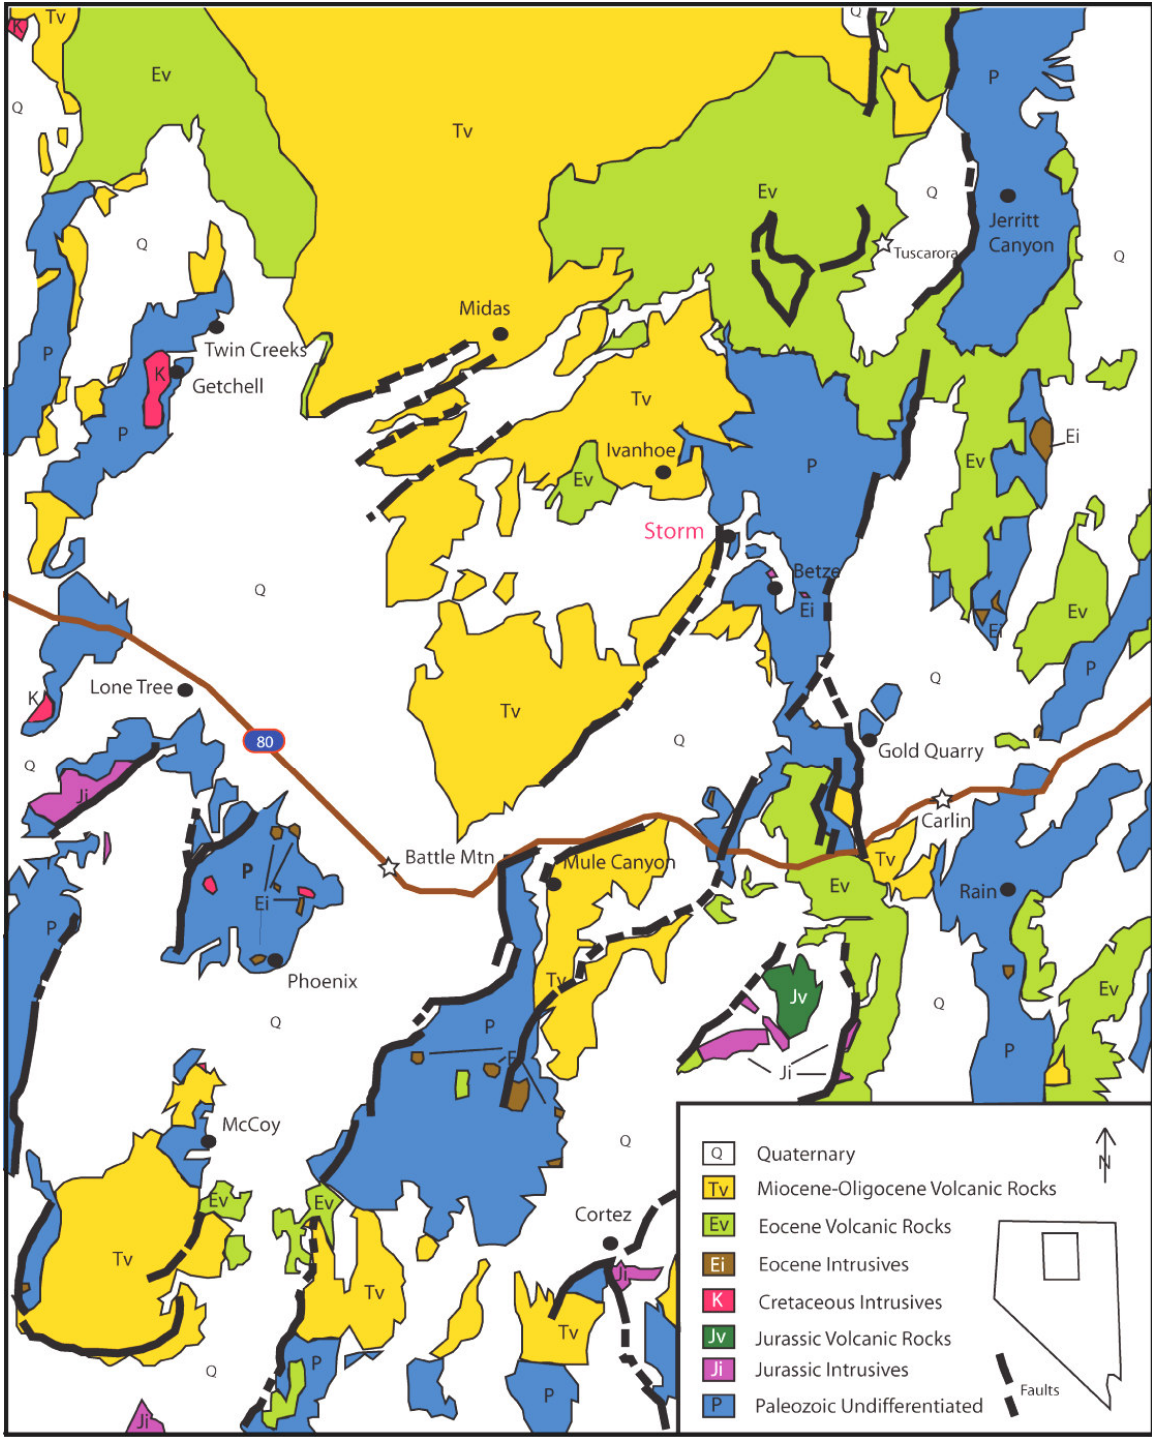 K
Tv
Q
Ev
P
Q
Tv
Ev
Q
Jerritt
Canyon
Tuscarora
Q
Q
Midas
P
Twin Creeks
K
Getchell
Tv
P
Ei
Ivanhoe
Ev
P
Ev
Storm
Q
Betze
Ei
Ev
Ei
P
Q
K
Lone Tree
Tv
80
Q
Gold Quarry
Q
Ji
Carlin
Battle Mtn
Mule Canyon
Tv
P
Ev
Rain
Ei
P
Phoenix
Tv
Jv
Ev
Q
Q
P
P
E
Ji
McCoy
Q
Ev
Ev
Cortez
Tv
Ji
Tv
Tv
P
Q
P
Ji
Q Quaternary
N
Tv Miocene-Oligocene Volcanic Rocks
Ev Eocene Volcanic Rocks
Ei Eocene Intrusives
K Cretaceous Intrusives
Jv Jurassic Volcanic Rocks
Ji Jurassic Intrusives
Faults
P Paleozoic Undifferentiated